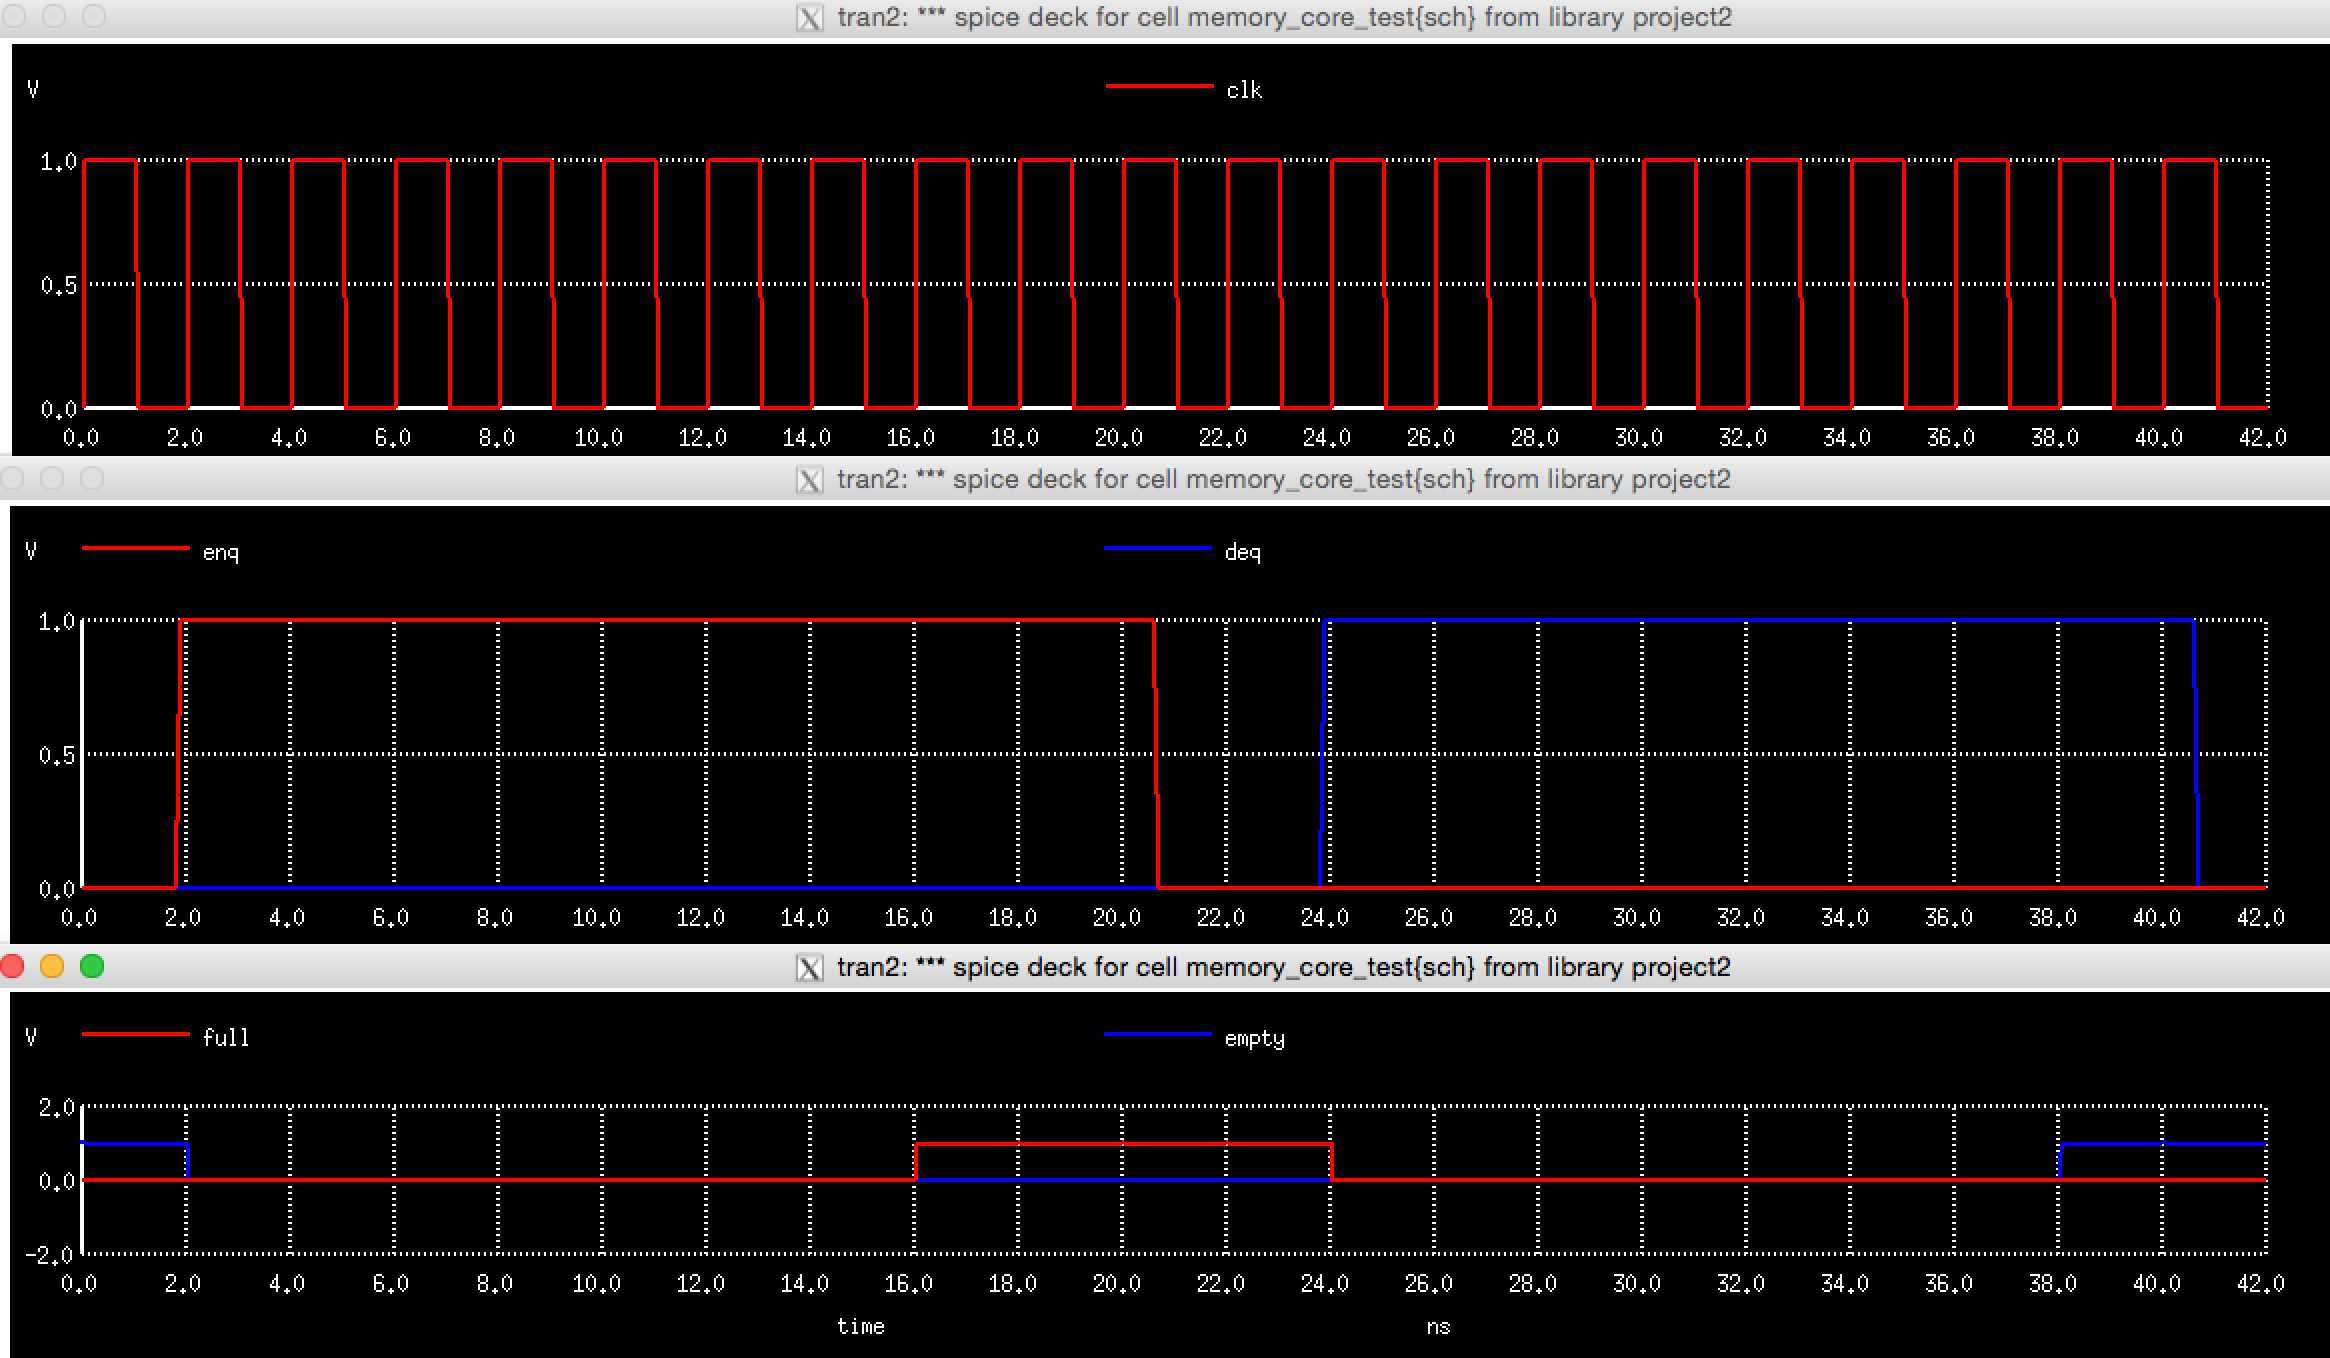 tran2: *** spice deck for cell memory_core_test{sch} from library project2
V clk
1.0
0.5
0.0
0.0 2.0 4.0 6.0 8.0 10.0 12.0 14.0 16.0 18.0 20.0 22.0 24.0 26.0 28.0 30.0 32.0 34.0 36.0 38.0 40.0 42.0
tran2: *** spice deck for cell memory_core_test{sch} from library project2
V enq deq
1.0
0.5
0.0
0.0 2.0 4.0 6.0 8.0 10.0 12.0 14.0 16.0 18.0 20.0 22.0 24.0 26.0 28.0 30.0 32.0 34.0 36.0 38.0 40.0 42.0
tran2: *** spice deck for cell memory_core_test{sch} from library project2
V full empty
2.0
0.0
-2.0
0.0 2.0 4.0 6.0 8.0 10.0 12.0 14.0 16.0 18.0 20.0 22.0 24.0 26.0 28.0 30.0 32.0 34.0 36.0 38.0 40.0 42.0
time ns